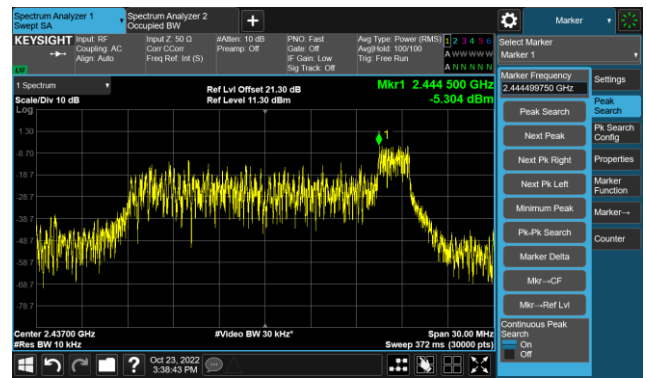 Spectrum Analyzer 1
Swept SA
Spectrum Analyzer 2
Occupied BW
+
Marker
KEYSIGHT
Input: RF
Coupling: AC
Align: Auto
Input Z: 50 Ω
Corr CCorr
Freq Ref: Int (S)
#Atten: 10 dB
Preamp: Off
PNO: Fast
Gate: Off
IF Gain: Low
Sig Track: Off
Avg Type: Power (RMS)
Avg|Hold: 100/100
Trig: Free Run
1 2 3 4 5 6
A W W W W W
A N N N N N
Select Marker
Marker 1
1 Spectrum
Scale/Div 10 dB
Log
Ref Lvl Offset 21.30 dB
Ref Level 11.30 dBm
Mkr1 2.444 500 GHz
-5.304 dBm
1
1.30
-8.70
-18.7
-28.7
-38.7
-48.7
-58.7
-68.7
-78.7
Center 2.43700 GHz
#Res BW 10 kHz
#Video BW 30 kHz*
Span 30.00 MHz
Sweep 372 ms (30000 pts)
Marker Frequency
2.444499750 GHz
Peak Search
Next Peak
Next Pk Right
Next Pk Left
Minimum Peak
Pk-Pk Search
Marker Delta
Mkr→CF
Mkr→Ref Lvl
Continuous Peak
Search
On
Off
Settings
Peak
Search
Pk Search
Config
Properties
Marker
Function
Marker→
Counter
?
Oct 23, 2022
3:38:43 PM